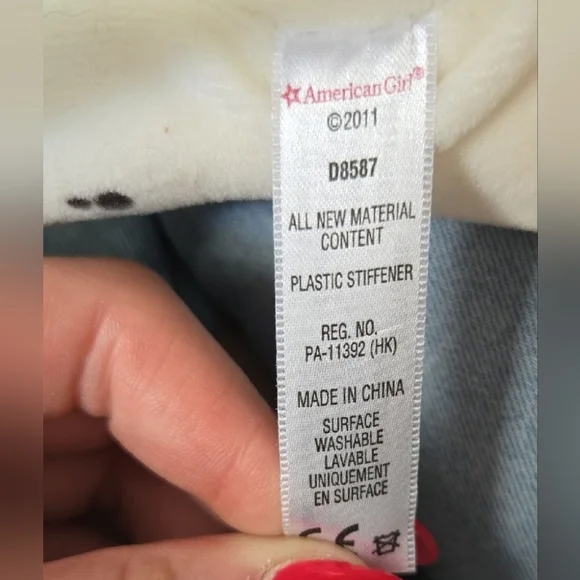 American Girl®
©2011
D8587
ALL NEW MATERIAL
CONTENT
PLASTIC STIFFENER
REG. NO.
PA-11392 (HK)
MADE IN CHINA
SURFACE
WASHABLE
LAVABLE
UNIQUEMENT
EN SURFACE
CE